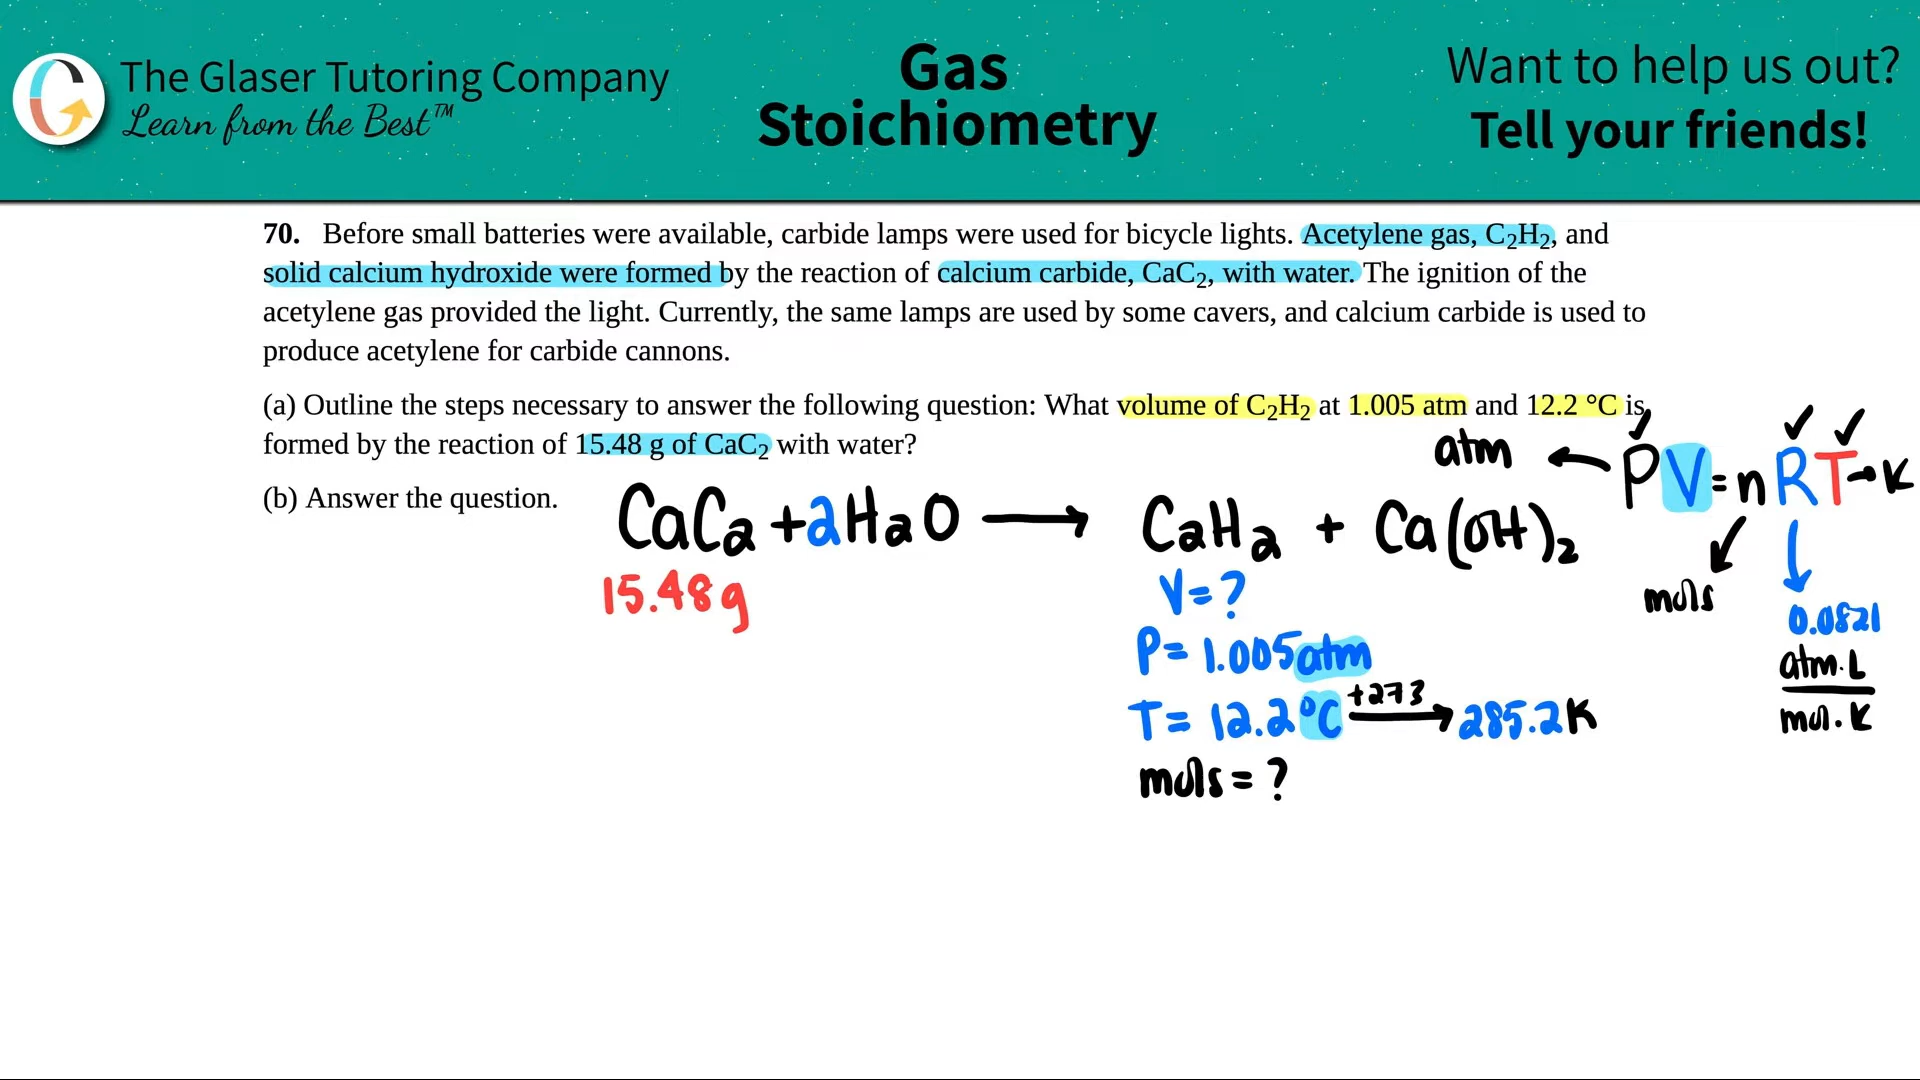 The Glaser Tutoring Company
Learn from the Best™
Gas
Stoichiometry
Want to help us out?
Tell your friends!
70. Before small batteries were available, carbide lamps were used for bicycle lights. Acetylene gas, C₂H₂, and
solid calcium hydroxide were formed by the reaction of calcium carbide, CaC₂, with water. The ignition of the
acetylene gas provided the light. Currently, the same lamps are used by some cavers, and calcium carbide is used to
produce acetylene for carbide cannons.
(a) Outline the steps necessary to answer the following question: What volume of C₂H₂ at 1.005 atm and 12.2 °C is
formed by the reaction of 15.48 g of CaC₂ with water?
(b) Answer the question.
atm ← PV = nRT → K
CaC₂ + 2H₂O → C₂H₂ + Ca(OH)₂
15.48g
V = ?
mols
0.0821
P = 1.005atm
atm·L
T = 12.2°C +273 → 285.2K
mol·K
mols = ?